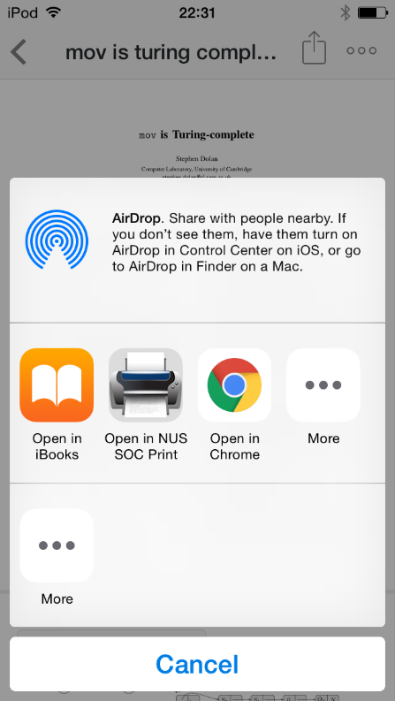 iPod 22:31
mov is turing compl...
mov is Turing-complete
Stephen Dolan
Computer Laboratory, University of Cambridge
AirDrop. Share with people nearby. If
you don't see them, have them turn on
AirDrop in Control Center on iOS, or go
to AirDrop in Finder on a Mac.
Open in
iBooks
Open in NUS
SOC Print
Open in
Chrome
More
More
Cancel